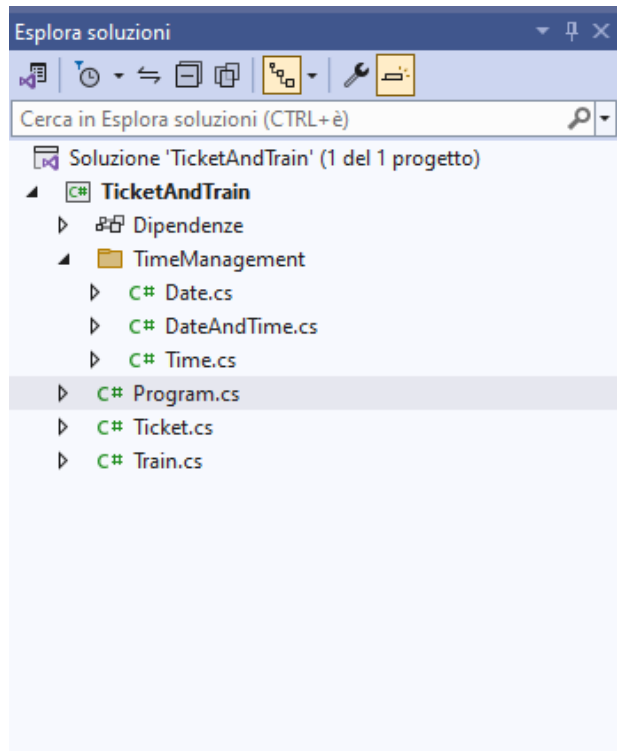 Esplora soluzioni
Cerca in Esplora soluzioni (CTRL+è)
Soluzione 'TicketAndTrain' (1 del 1 progetto)
C# TicketAndTrain
Dipendenze
TimeManagement
C# Date.cs
C# DateAndTime.cs
C# Time.cs
C# Program.cs
C# Ticket.cs
C# Train.cs